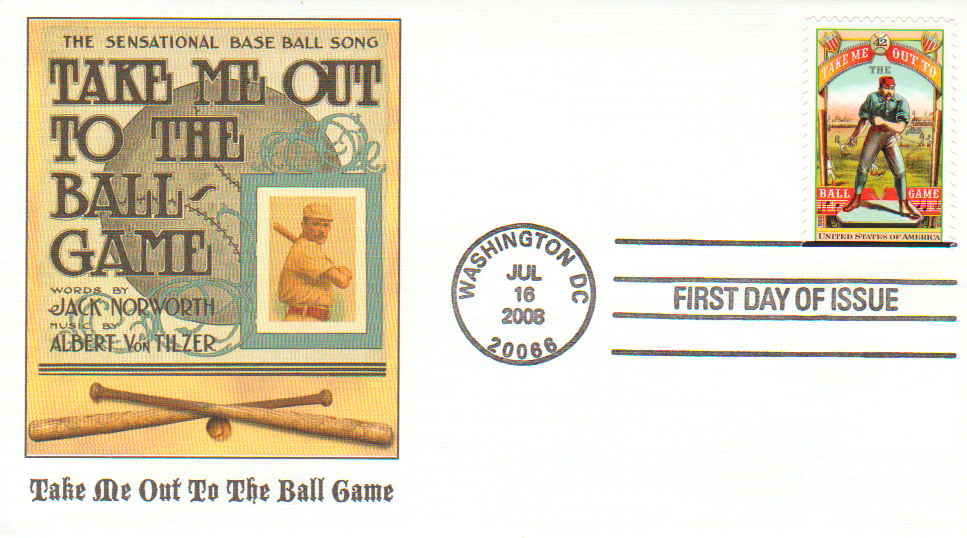 THE SENSATIONAL BASE BALL SONG
TAKE ME OUT
TO THE
BALL
GAME
WORDS BY
JACK NORWORTH
MUSIC BY
ALBERT VON TILZER
Take Me Out To The Ball Game
WASHINGTON DC
JUL
16
2008
20066
FIRST DAY OF ISSUE
42
TAKE ME OUT TO
THE
BALL GAME
UNITED STATES OF AMERICA